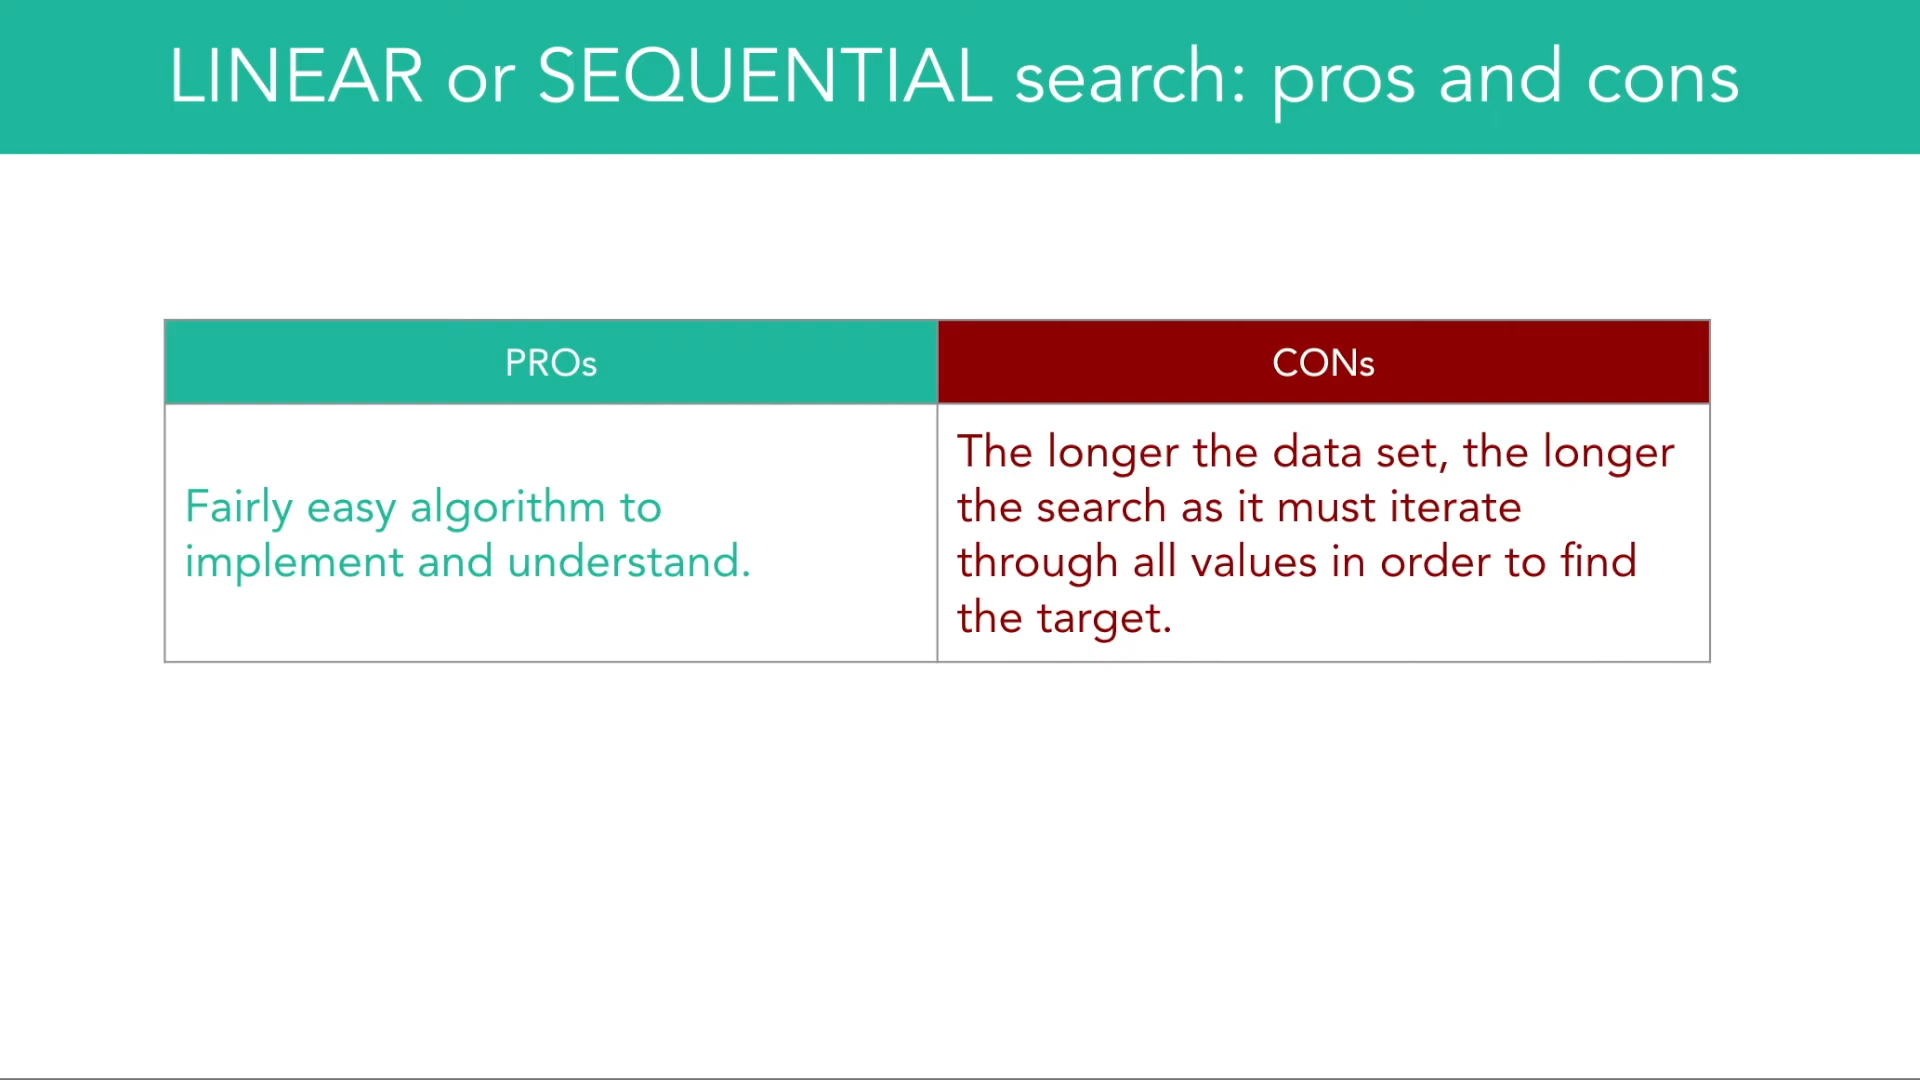 LINEAR or SEQUENTIAL search: pros and cons
PROs
CONs
Fairly easy algorithm to
implement and understand.
The longer the data set, the longer
the search as it must iterate
through all values in order to find
the target.